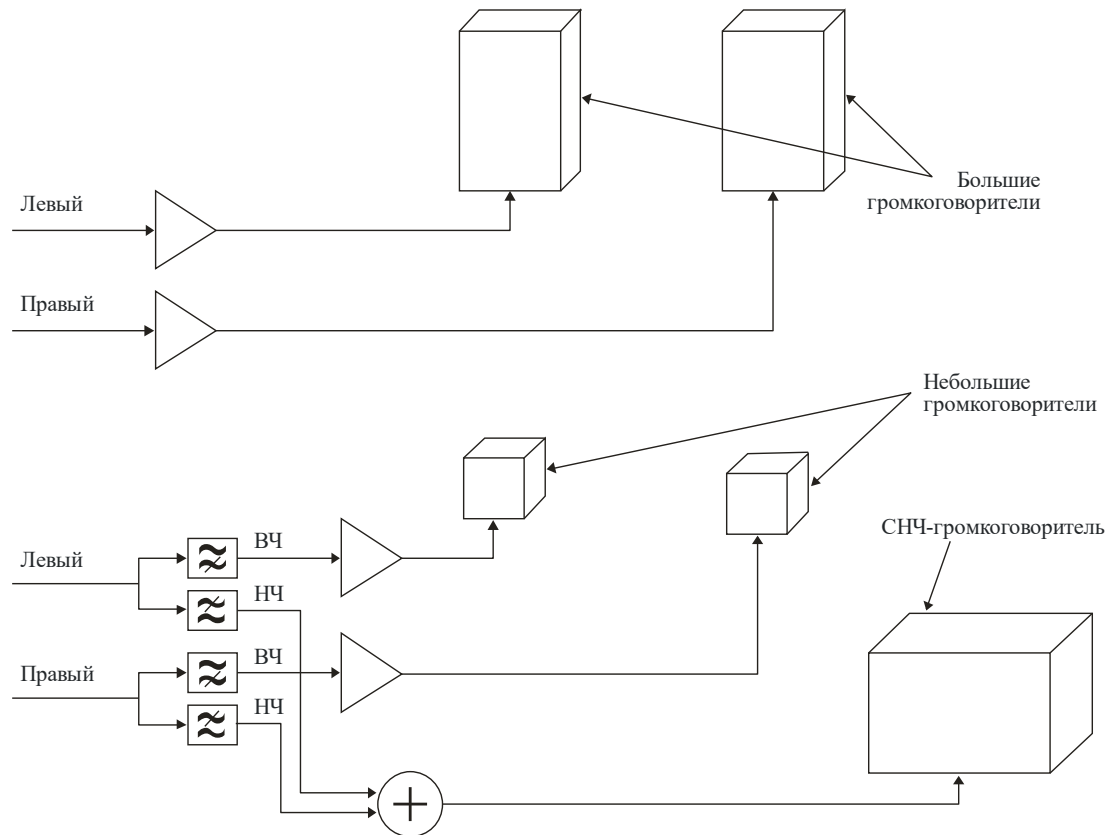 Левый
Большие
громкоговорители
Правый
Небольшие
громкоговорители
СНЧ-громкоговоритель
ВЧ
Левый
НЧ
ВЧ
Правый
НЧ